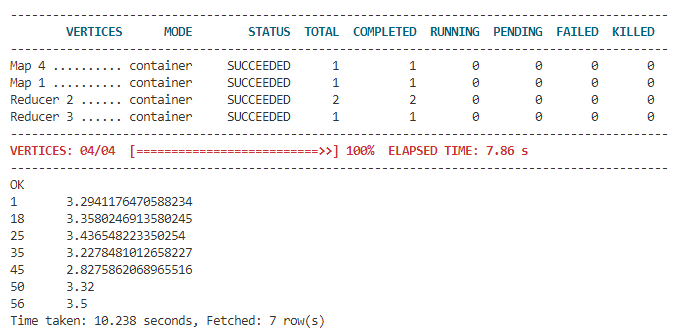 ----------------------------------------------------------------------------------------------
        VERTICES      MODE        STATUS  TOTAL  COMPLETED  RUNNING  PENDING  FAILED  KILLED
----------------------------------------------------------------------------------------------
Map 4 .......... container     SUCCEEDED      1          1        0        0       0       0
Map 1 .......... container     SUCCEEDED      1          1        0        0       0       0
Reducer 2 ...... container     SUCCEEDED      2          2        0        0       0       0
Reducer 3 ...... container     SUCCEEDED      1          1        0        0       0       0
----------------------------------------------------------------------------------------------
VERTICES: 04/04  [==========================>>] 100%  ELAPSED TIME: 7.86 s
----------------------------------------------------------------------------------------------
OK
1       3.2941176470588234
18      3.3580246913580245
25      3.436548223350254
35      3.2278481012658227
45      2.8275862068965516
50      3.32
56      3.5
Time taken: 10.238 seconds, Fetched: 7 row(s)